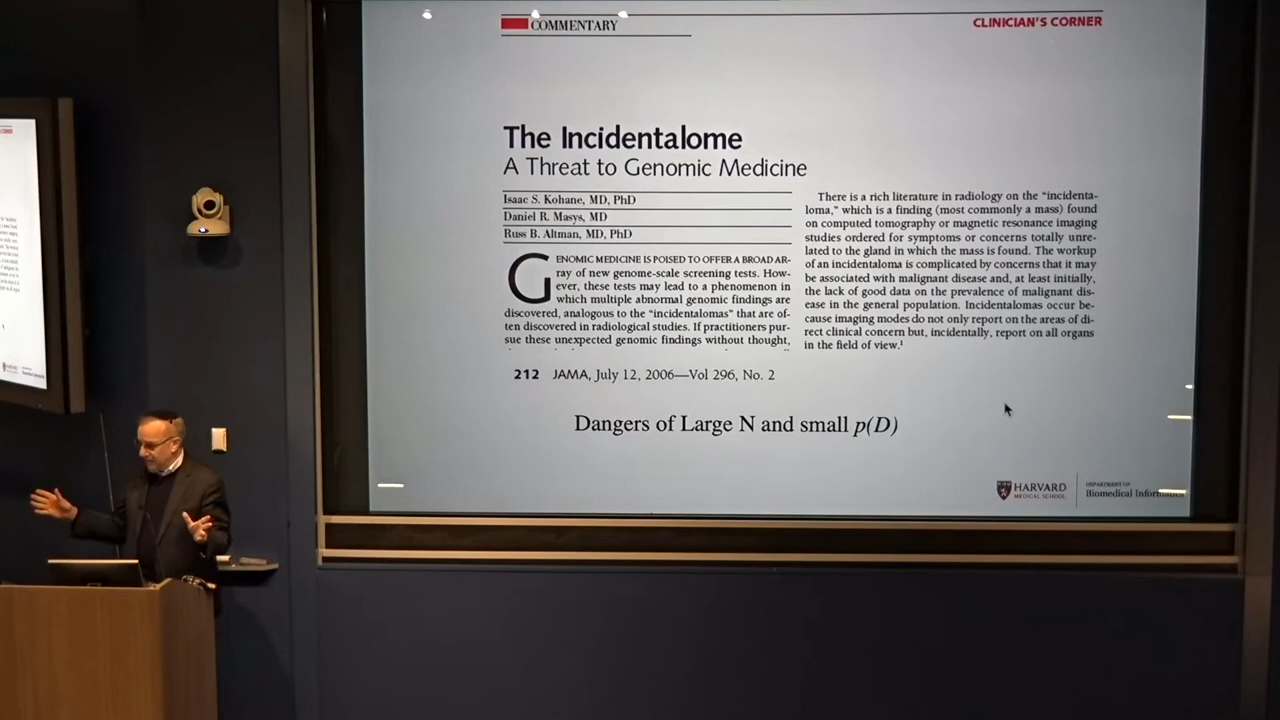 COMMENTARY
CLINICIAN'S CORNER
The Incidentalome
A Threat to Genomic Medicine
Isaac S. Kohane, MD, PhD
Daniel R. Masys, MD
Russ B. Altman, MD, PhD
GENOMIC MEDICINE IS POISED TO OFFER A BROAD AR-
ray of new genome-scale screening tests. How-
ever, these tests may lead to a phenomenon in
which multiple abnormal genomic findings are
discovered, analogous to the “incidentalomas” that are of-
ten discovered in radiological studies. If practitioners pur-
sue these unexpected genomic findings without thought,
There is a rich literature in radiology on the “incidenta-
loma,” which is a finding (most commonly a mass) found
on computed tomography or magnetic resonance imaging
studies ordered for symptoms or concerns totally unre-
lated to the gland in which the mass is found. The workup
of an incidentaloma is complicated by concerns that it may
be associated with malignant disease and, at least initially,
the lack of good data on the prevalence of malignant dis-
ease in the general population. Incidentalomas occur be-
cause imaging modes do not only report on the areas of di-
rect clinical concern but, incidentally, report on all organs
in the field of view.¹
212 JAMA, July 12, 2006—Vol 296, No. 2
Dangers of Large N and small p(D)
HARVARD
MEDICAL SCHOOL
DEPARTMENT OF
Biomedical Informatics